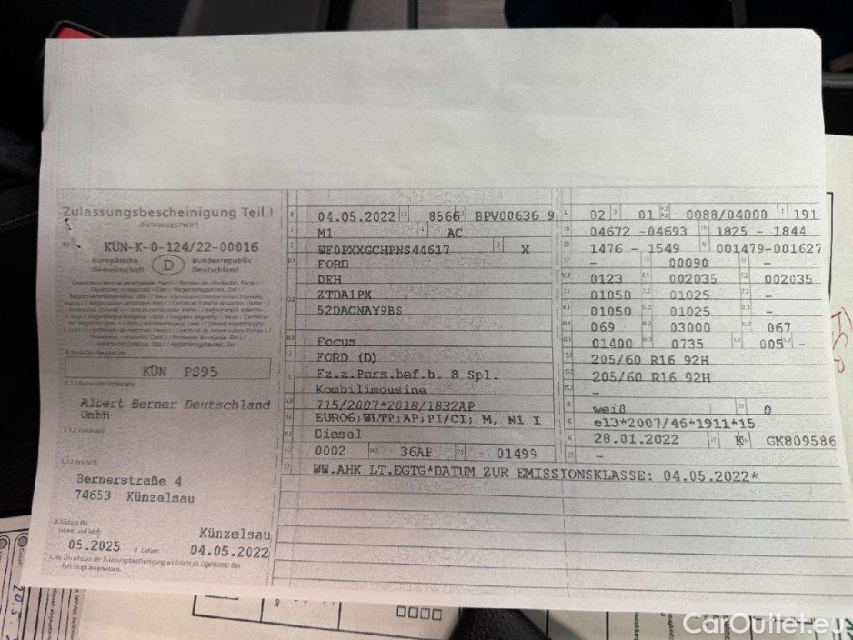 Zulassungsbescheinigung Teil I
(Fahrzeugschein)
KÜN-K-0-124/22-00016
Europäische Gemeinschaft
D
Bundesrepublik Deutschland
KÜN PS95
Albert Berner Deutschland
GmbH
Bernerstraße 4
74653 Künzelsau
05.2025
Künzelsau
04.05.2022
04.05.2022 8566 BPV00636 9
M1 AC
X
FORD
DEH
ZTDA1PK
52DACNAY9BS
Focus
FORD (D)
Fz.z.Pers.bef.b. 8 Spl.
Kombilimousine
715/2007*2018/1832AP
EURO6;WLTP;AP;PI/CI; M, N1 I
Diesel
0002 36AP 01499
WW.AHK LT.EGTG*DATUM ZUR EMISSIONSKLASSE: 04.05.2022*
02 01 0088/04000 191
04672 -04693 1825 - 1844
1476 - 1549 001479-001627
- 00090 -
0123 002035 002035
01050 01025 -
01050 01025 -
069 03000 067
01400 0735 005 -
205/60 R16 92H
205/60 R16 92H
-
weiß 0
e13*2007/46*1911*15
28.01.2022 K GK809586
-
CarOutlet.eu